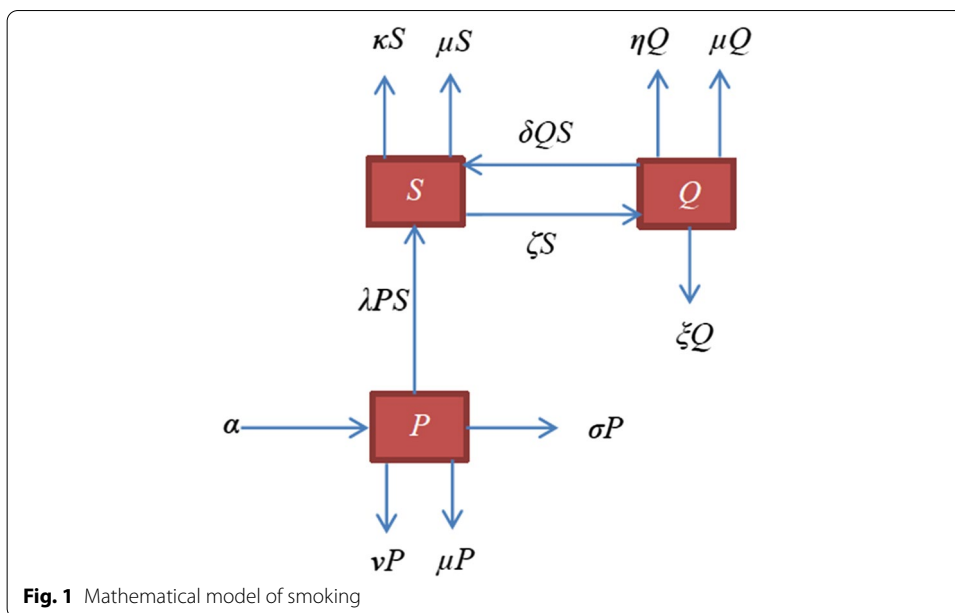 κS μS ηQ μQ
δQS
S Q
ζS
λPS
ξQ
α P σP
νP μP
Fig. 1 Mathematical model of smoking